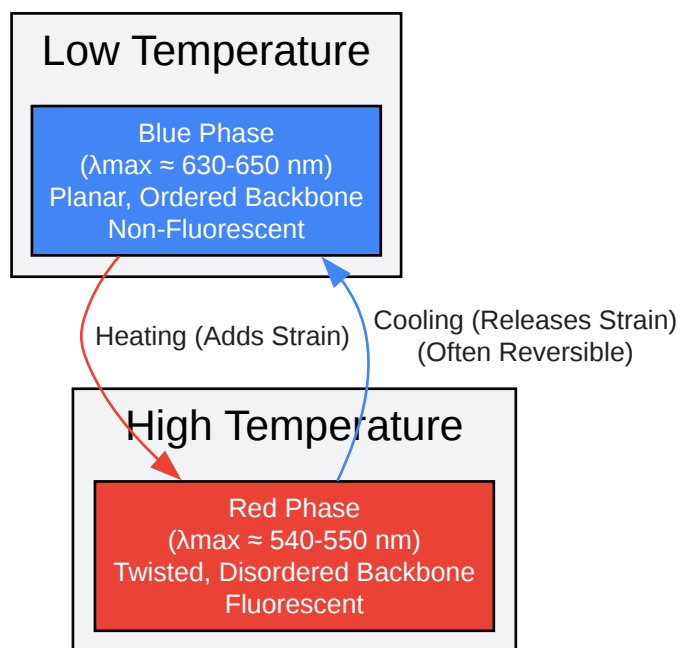 Low Temperature
Blue Phase
(λmax ≈ 630-650 nm)
Planar, Ordered Backbone
Non-Fluorescent
Heating (Adds Strain)
Cooling (Releases Strain)
(Often Reversible)
High Temperature
Red Phase
(λmax ≈ 540-550 nm)
Twisted, Disordered Backbone
Fluorescent